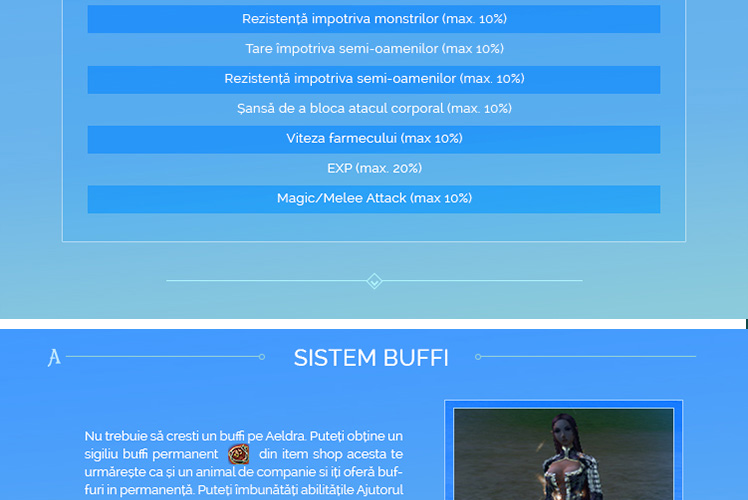 Rezistență impotriva monstrilor (max. 10%)
Tare împotriva semi-oamenilor (max 10%)
Rezistență impotriva semi-oamenilor (max. 10%)
Șansă de a bloca atacul corporal (max. 10%)
Viteza farmecului (max 10%)
EXP (max. 20%)
Magic/Melee Attack (max 10%)
A
SISTEM BUFFI
Nu trebuie să cresti un buffi pe Aeldra. Puteți obține un
sigiliu buffi permanent din item shop acesta te
urmărește ca și un animal de companie si iți oferă buf-
furi in permanență. Puteți îmbunătăți abilitățile Ajutorul